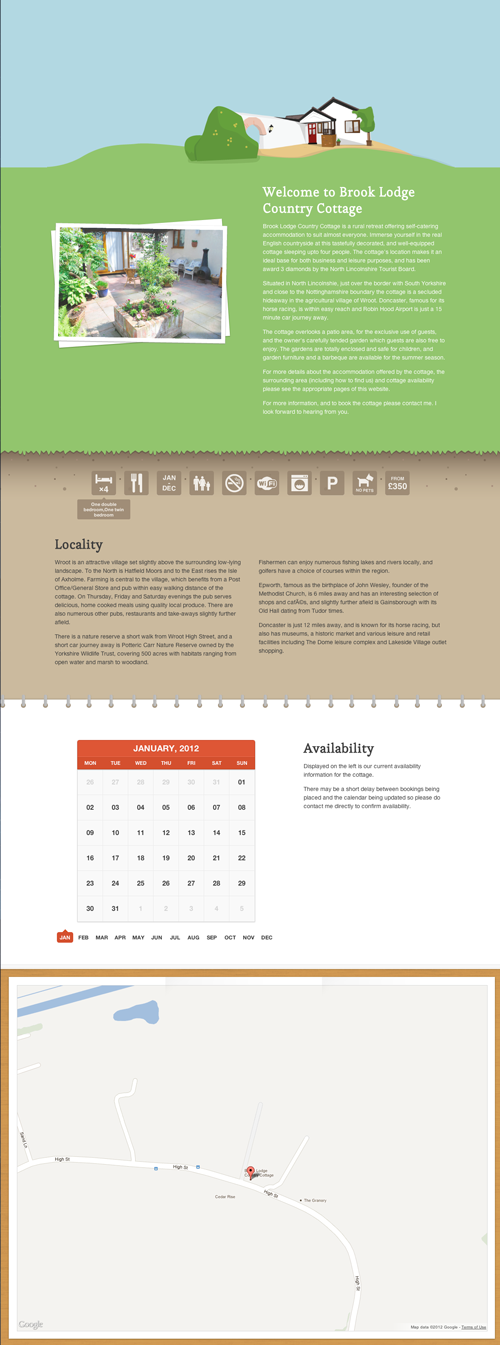 Welcome to Brook Lodge
Country Cottage
Brook Lodge Country Cottage is a rural retreat offering self-catering
accommodation to suit almost everyone. Immerse yourself in the real
English countryside at this tastefully decorated, and well-equipped
cottage sleeping upto four people. The cottage's location makes it an
ideal base for both business and leisure purposes, and has been
award 3 diamonds by the North Lincolnshire Tourist Board.
Situated in North Lincolnshire, just over the border with South Yorkshire
and close to the Nottinghamshire boundary the cottage is a secluded
hideaway in the agricultural village of Wroot. Doncaster, famous for its
horse racing, is within easy reach and Robin Hood Airport is just a 15
minute car journey away.
The cottage overlooks a patio area, for the exclusive use of guests,
and the owner's carefully tended garden which guests are also free to
enjoy. The gardens are totally enclosed and safe for children, and
garden furniture and a barbeque are available for the summer season.
For more details about the accommodation offered by the cottage, the
surrounding area (including how to find us) and cottage availability
please see the appropriate pages of this website.
For more information, and to book the cottage please contact me. I
look forward to hearing from you.
×4
JAN
-
DEC
WiFi
P
NO PETS
FROM
£350
One double
bedroom,One twin
bedroom
Locality
Wroot is an attractive village set slightly above the surrounding low-lying
landscape. To the North is Hatfield Moors and to the East rises the Isle
of Axholme. Farming is central to the village, which benefits from a Post
Office/General Store and pub within easy walking distance of the
cottage. On Thursday, Friday and Saturday evenings the pub serves
delicious, home cooked meals using quality local produce. There are
also numerous other pubs, restaurants and take-aways slightly further
afield.
There is a nature reserve a short walk from Wroot High Street, and a
short car journey away is Potteric Carr Nature Reserve owned by the
Yorkshire Wildlife Trust, covering 500 acres with habitats ranging from
open water and marsh to woodland.
Fishermen can enjoy numerous fishing lakes and rivers locally, and
golfers have a choice of courses within the region.
Epworth, famous as the birthplace of John Wesley, founder of the
Methodist Church, is 6 miles away and has an interesting selection of
shops and cafÃ©s, and slightly further afield is Gainsborough with its
Old Hall dating from Tudor times.
Doncaster is just 12 miles away, and is known for its horse racing, but
also has museums, a historic market and various leisure and retail
facilities including The Dome leisure complex and Lakeside Village outlet
shopping.
JANUARY, 2012
MON TUE WED THU FRI SAT SUN
26 27 28 29 30 31 01
02 03 04 05 06 07 08
09 10 11 12 13 14 15
16 17 18 19 20 21 22
23 24 25 26 27 28 29
30 31 1 2 3 4 5
JAN FEB MAR APR MAY JUN JUL AUG SEP OCT NOV DEC
Availability
Displayed on the left is our current availability
information for the cottage.
There may be a short delay between bookings being
placed and the calendar being updated so please do
contact me directly to confirm availability.
Sand Ln
High St
High St
Lodge
Cottage
Cedar Rise
High St
The Granary
High St
Google
Map data ©2012 Google - Terms of Use